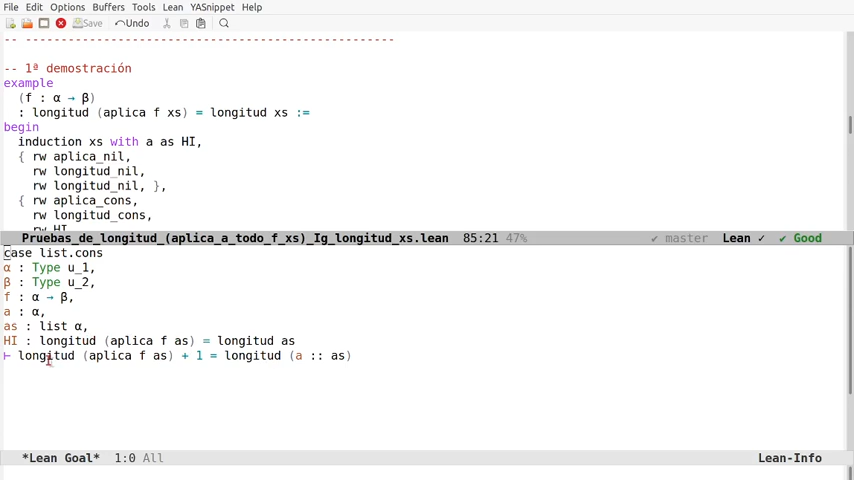 File Edit Options Buffers Tools Lean YASnippet Help
Save Undo
-- ---------------------------------------------------
-- 1ª demostración
example
(f : α → β)
: longitud (aplica f xs) = longitud xs :=
begin
induction xs with a as HI,
{ rw aplica_nil,
rw longitud_nil,
rw longitud_nil, },
{ rw aplica_cons,
rw longitud_cons,
rw HI
Pruebas_de_longitud_(aplica_a_todo_f_xs)_Ig_longitud_xs.lean 85:21 47% ✔ master Lean ✓ ✔ Good
case list.cons
α : Type u_1,
β : Type u_2,
f : α → β,
a : α,
as : list α,
HI : longitud (aplica f as) = longitud as
⊢ longitud (aplica f as) + 1 = longitud (a :: as)
*Lean Goal* 1:0 All Lean-Info